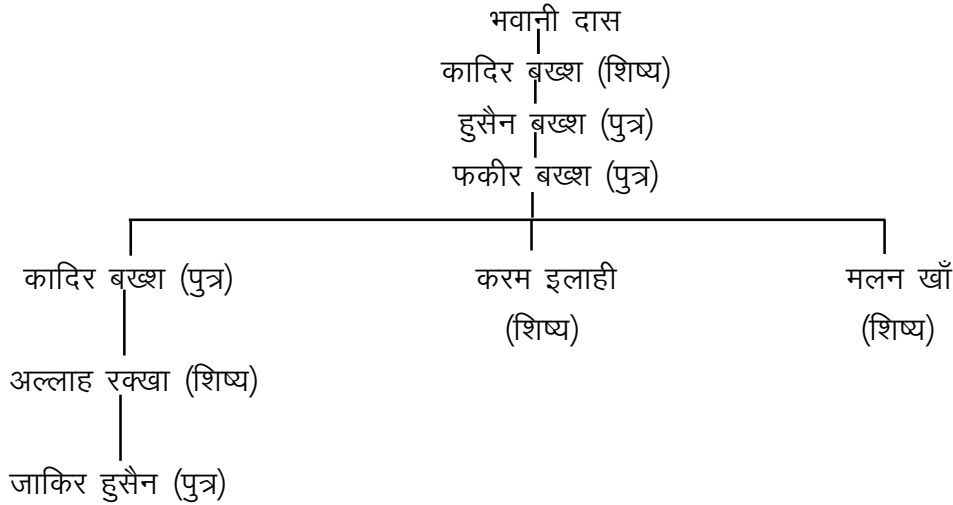 भवानी दास
कादिर बख्श (शिष्य)
हुसैन बख्श (पुत्र)
फकीर बख्श (पुत्र)
कादिर बख्श (पुत्र)
करम इलाही
(शिष्य)
मलन खाँ
(शिष्य)
अल्लाह रक्खा (शिष्य)
जाकिर हुसैन (पुत्र)